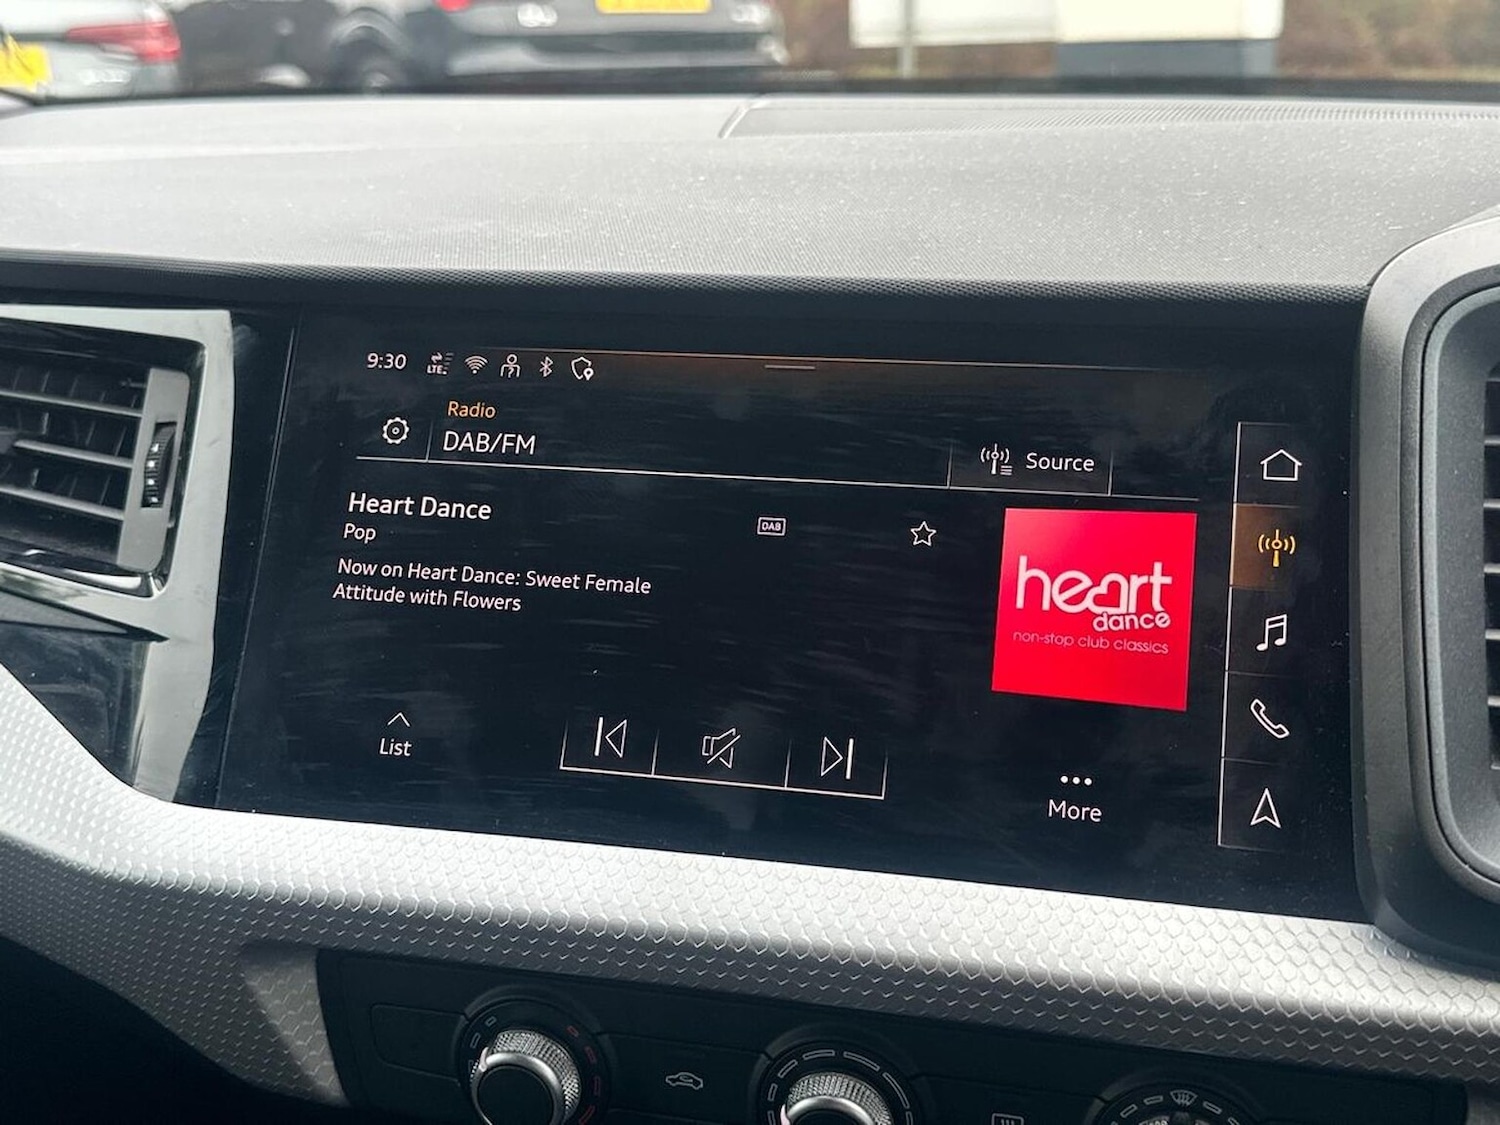 9:30
LTE
Radio
DAB/FM
Source
Heart Dance
DAB
Pop
Now on Heart Dance: Sweet Female
Attitude with Flowers
heart
dance
non-stop club classics
List
More